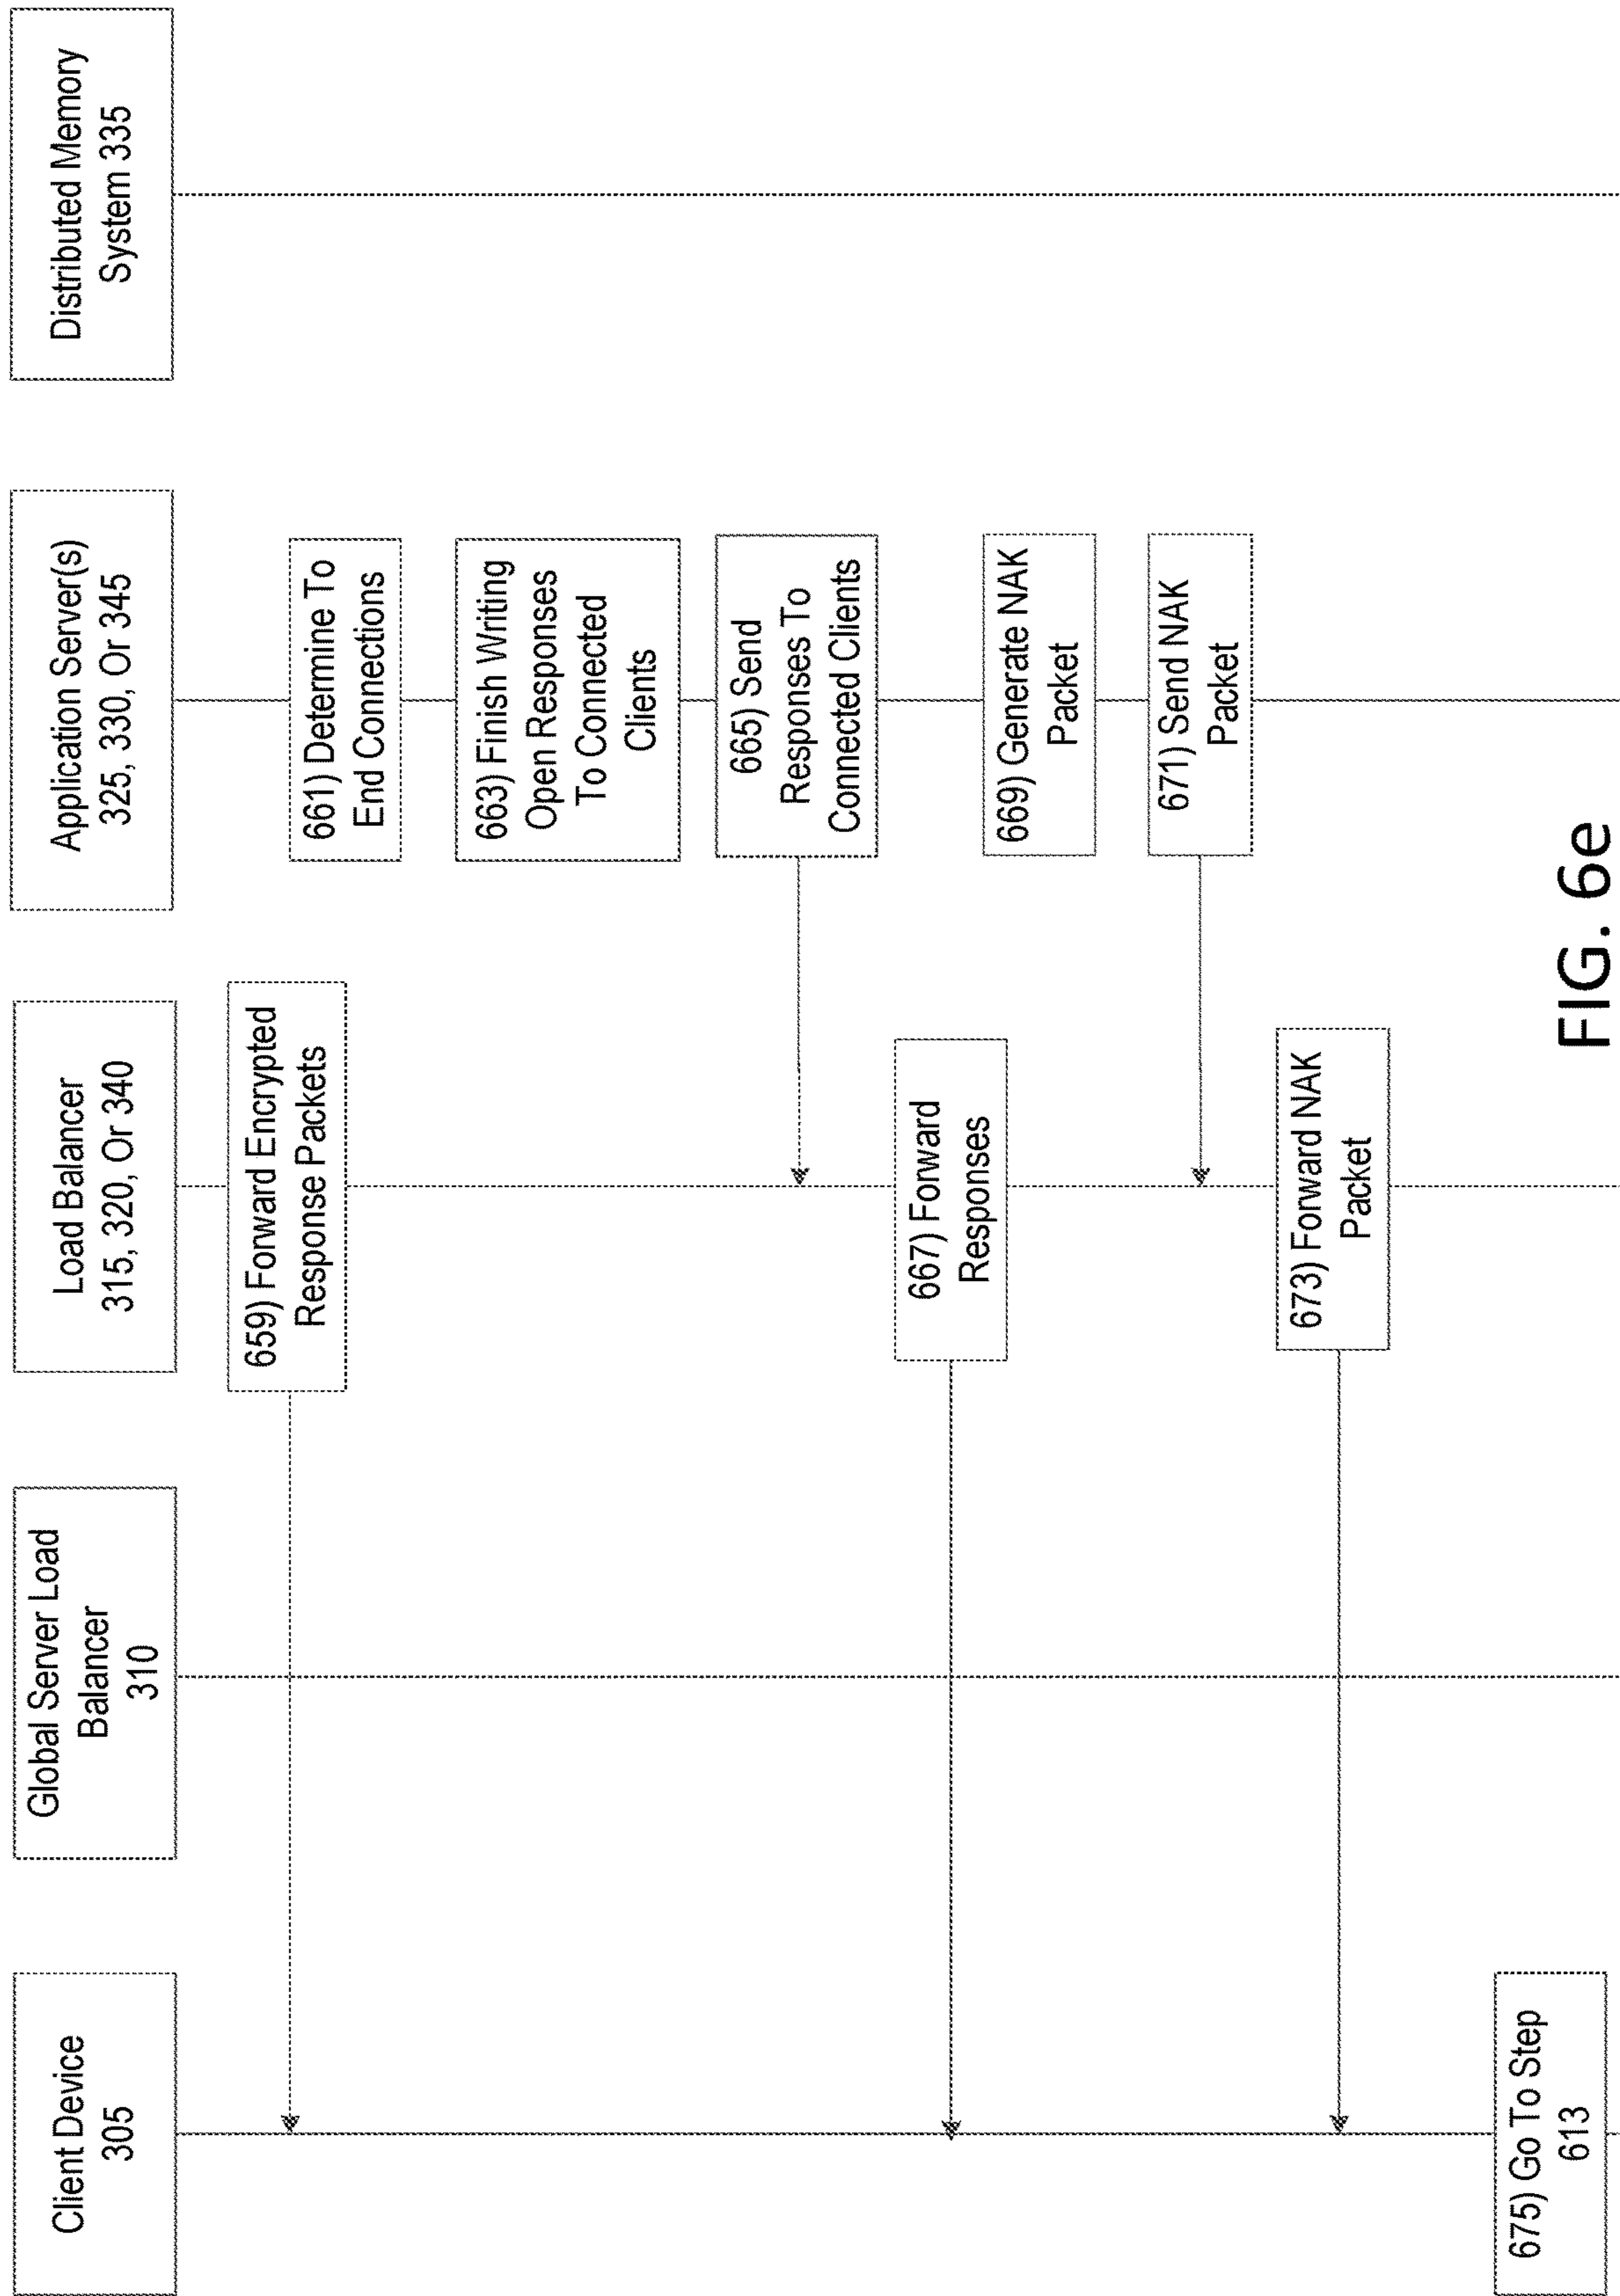 Client Device
305
Global Server Load
Balancer
310
Load Balancer
315, 320, Or 340
Application Server(s)
325, 330, Or 345
Distributed Memory
System 335
659) Forward Encrypted
Response Packets
661) Determine To
End Connections
663) Finish Writing
Open Responses
To Connected
Clients
665) Send
Responses To
Connected Clients
667) Forward
Responses
669) Generate NAK
Packet
671) Send NAK
Packet
673) Forward NAK
Packet
675) Go To Step
613
FIG. 6e